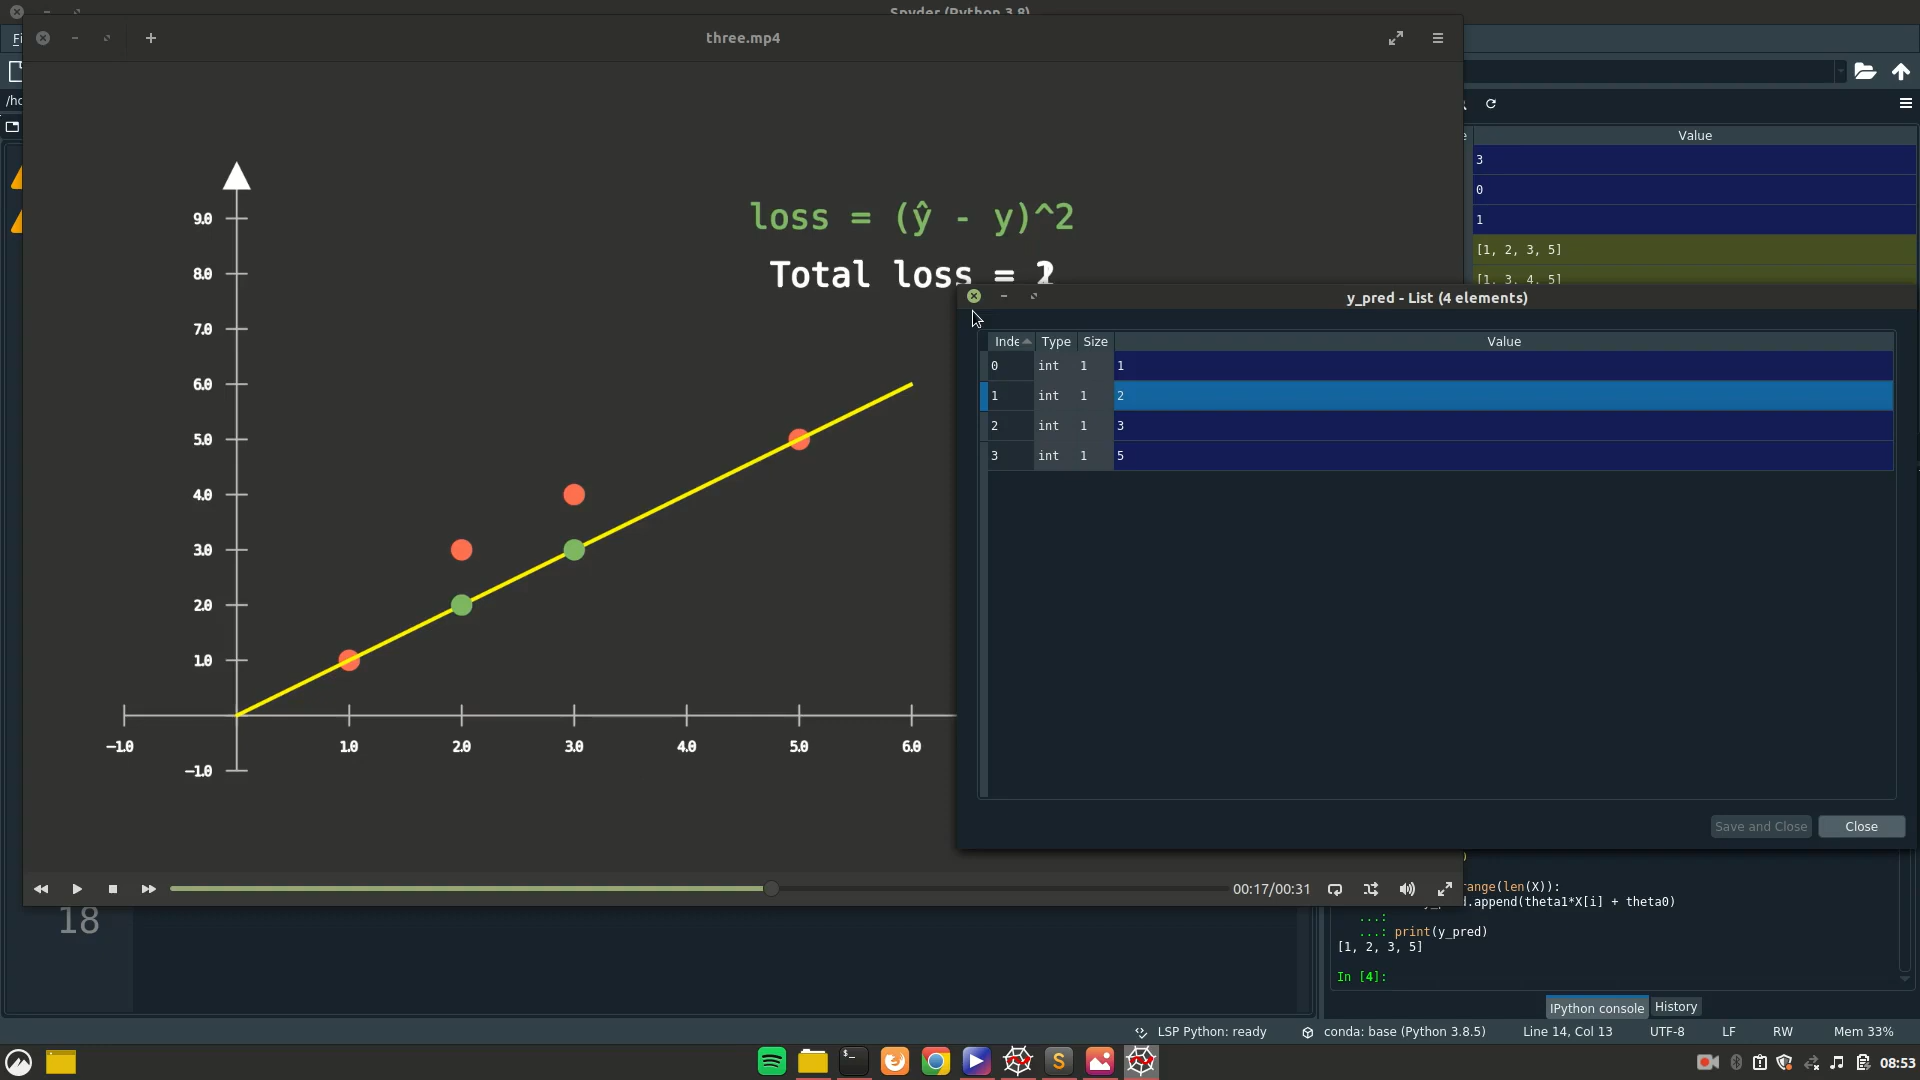 Spyder (Python 3.8)
three.mp4
Fi
/ho
Value
3
0
1
[1, 2, 3, 5]
[1, 3, 4, 5]
loss = (ŷ - y)^2
Total loss =
9.0
8.0
7.0
6.0
5.0
4.0
3.0
2.0
1.0
−1.0
−1.0
1.0
2.0
3.0
4.0
5.0
6.0
y_pred - List (4 elements)
Inde Type Size Value
0 int 1 1
1 int 1 2
2 int 1 3
3 int 1 5
Save and Close Close
00:17/00:31
18
range(len(X)):
.append(theta1*X[i] + theta0)
...:
...: print(y_pred)
[1, 2, 3, 5]
In [4]:
IPython console History
LSP Python: ready conda: base (Python 3.8.5) Line 14, Col 13 UTF-8 LF RW Mem 33%
08:53